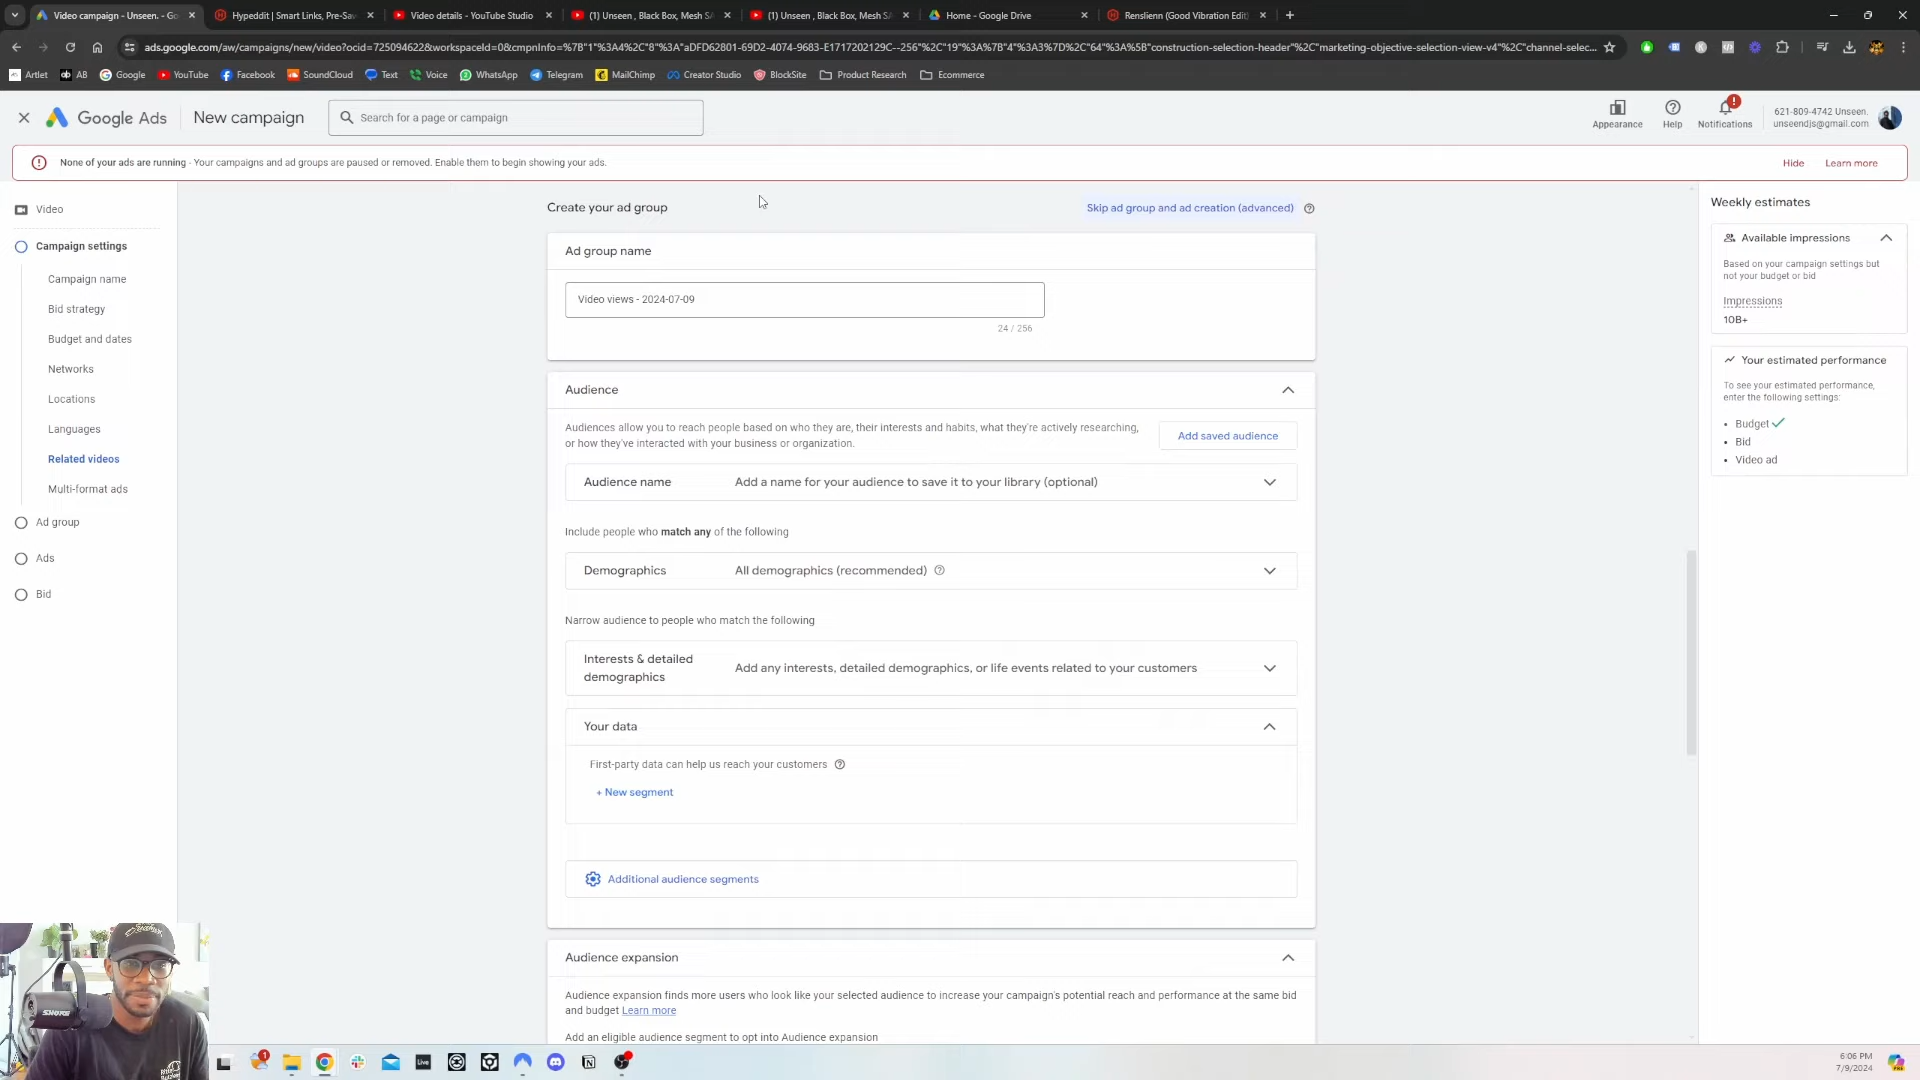 Video campaign - Unseen. - Go
Hypeddit | Smart Links, Pre-Sav
Video details - YouTube Studio
(1) Unseen , Black Box, Mesh S
(1) Unseen , Black Box, Mesh S
Home - Google Drive
Renslienn (Good Vibration Edit)
ads.google.com/aw/campaigns/new/video?ocid=725094622&workspaceId=0&cmpnInfo=%7B"1"%3A4%2C"8"%3A"aDFD62801-69D2-4074-9683-E1717202129C--256"%2C"19"%3A%7B"4"%3A3%7D%2C"64"%3A%5B"construction-selection-header"%2C"marketing-objective-selection-view-v4"%2C"channel-selec...
Artlet
AB
Google
YouTube
Facebook
SoundCloud
Text
Voice
WhatsApp
Telegram
MailChimp
Creator Studio
BlockSite
Product Research
Ecommerce
Google Ads
New campaign
Search for a page or campaign
Appearance
Help
Notifications
621-809-4742 Unseen.
unseendjs@gmail.com
None of your ads are running - Your campaigns and ad groups are paused or removed. Enable them to begin showing your ads.
Hide
Learn more
Video
Campaign settings
Campaign name
Bid strategy
Budget and dates
Networks
Locations
Languages
Related videos
Multi-format ads
Ad group
Ads
Bid
Create your ad group
Skip ad group and ad creation (advanced)
Ad group name
Video views - 2024-07-09
24 / 256
Audience
Audiences allow you to reach people based on who they are, their interests and habits, what they're actively researching,
or how they've interacted with your business or organization.
Add saved audience
Audience name
Add a name for your audience to save it to your library (optional)
Include people who match any of the following
Demographics
All demographics (recommended)
Narrow audience to people who match the following
Interests & detailed
demographics
Add any interests, detailed demographics, or life events related to your customers
Your data
First-party data can help us reach your customers
+ New segment
Additional audience segments
Audience expansion
Audience expansion finds more users who look like your selected audience to increase your campaign's potential reach and performance at the same bid
and budget Learn more
Add an eligible audience segment to opt into Audience expansion
Weekly estimates
Available impressions
Based on your campaign settings but
not your budget or bid
Impressions
10B+
Your estimated performance
To see your estimated performance,
enter the following settings:
• Budget
• Bid
• Video ad
SHURE
1
Live
6:06 PM
7/9/2024